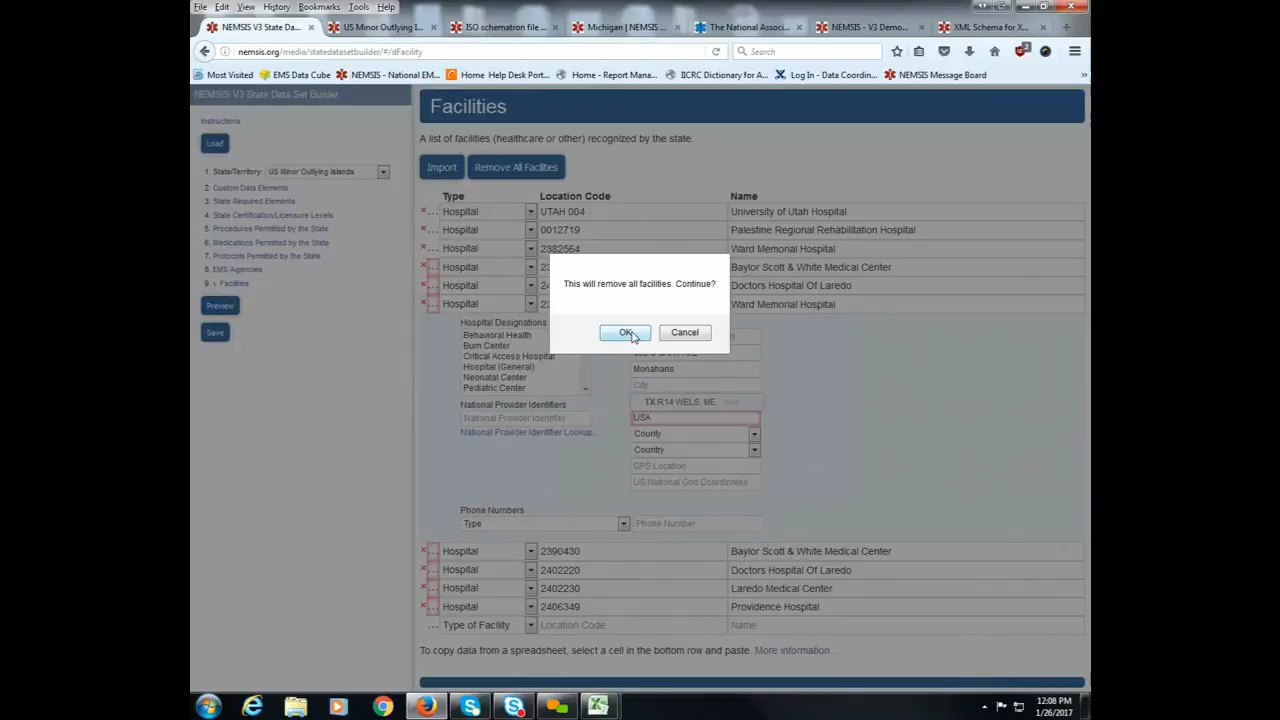 File Edit View History Bookmarks Tools Help
NEMSIS V3 State Da... US Minor Outlying I... ISO schematron file ... Michigan | NEMSIS ... The National Associ... NEMSIS - V3 Demo... XML Schema for X...
nemsis.org/media/statedatasetbuilder/#/dFacility Search
Most Visited EMS Data Cube NEMSIS - National EM... Home Help Desk Port... Home - Report Mana... IICRC Dictionary for A... Log In - Data Coordin... NEMSIS Message Board
NEMSIS V3 State Data Set Builder
Instructions
Load
1. State/Territory: US Minor Outlying Islands
2. Custom Data Elements
3. State Required Elements
4. State Certification/Licensure Levels
5. Procedures Permitted by the State
6. Medications Permitted by the State
7. Protocols Permitted by the State
8. EMS Agencies
9. › Facilities
Preview
Save
Facilities
A list of facilities (healthcare or other) recognized by the state.
Import Remove All Facilities
Type Location Code Name
Hospital UTAH 004 University of Utah Hospital
Hospital 0012719 Palestine Regional Rehabilitation Hospital
Hospital 2382564 Ward Memorial Hospital
Hospital Baylor Scott & White Medical Center
Hospital Doctors Hospital Of Laredo
Hospital Ward Memorial Hospital
This will remove all facilities. Continue?
OK Cancel
Hospital Designations
Behavioral Health
Burn Center
Critical Access Hospital
Hospital (General)
Neonatal Center
Pediatric Center
National Provider Identifiers
National Provider Identifier
National Provider Identifier Lookup...
Monahans
City
TX R14 WELS, ME.
USA
County
Country
GPS Location
US National Grid Coordinates
Phone Numbers
Type Phone Number
Hospital 2390430 Baylor Scott & White Medical Center
Hospital 2402220 Doctors Hospital Of Laredo
Hospital 2402230 Laredo Medical Center
Hospital 2406349 Providence Hospital
Type of Facility Location Code Name
To copy data from a spreadsheet, select a cell in the bottom row and paste. More information...
12:08 PM
1/26/2017